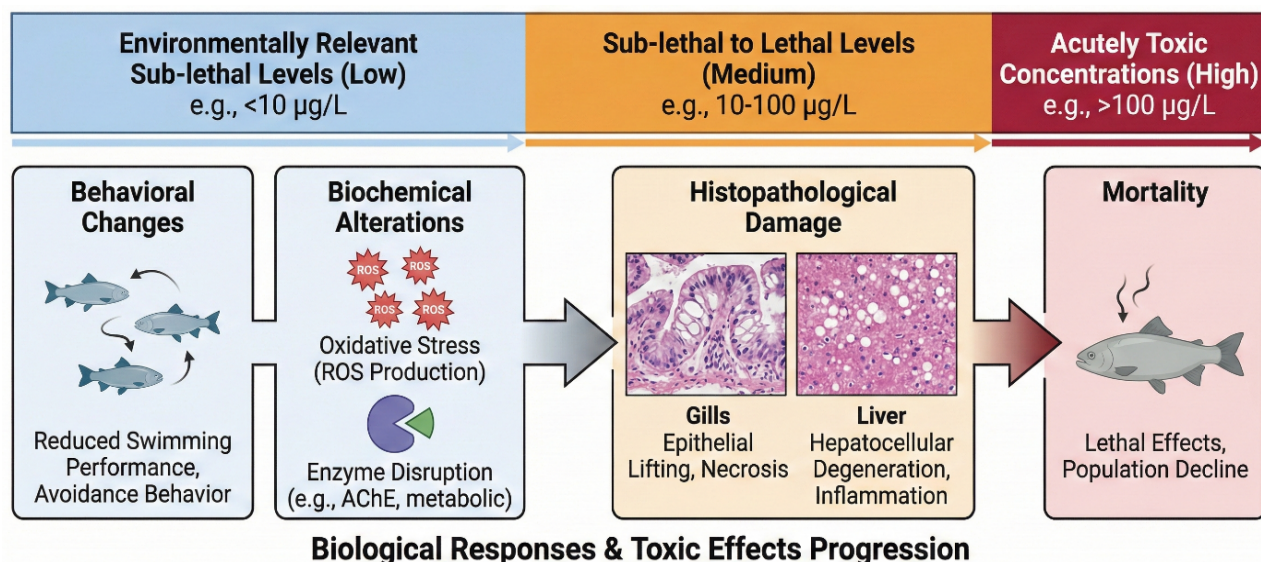 Environmentally Relevant
Sub-lethal Levels (Low)
e.g., <10 µg/L
Sub-lethal to Lethal Levels
(Medium)
e.g., 10-100 µg/L
Acutely Toxic
Concentrations (High)
e.g., >100 µg/L
Behavioral
Changes
Reduced Swimming
Performance,
Avoidance Behavior
Biochemical
Alterations
ROS
ROS
ROS
ROS
Oxidative Stress
(ROS Production)
Enzyme Disruption
(e.g., AChE, metabolic)
Histopathological
Damage
Gills
Epithelial
Lifting, Necrosis
Liver
Hepatocellular
Degeneration,
Inflammation
Mortality
Lethal Effects,
Population Decline
Biological Responses & Toxic Effects Progression